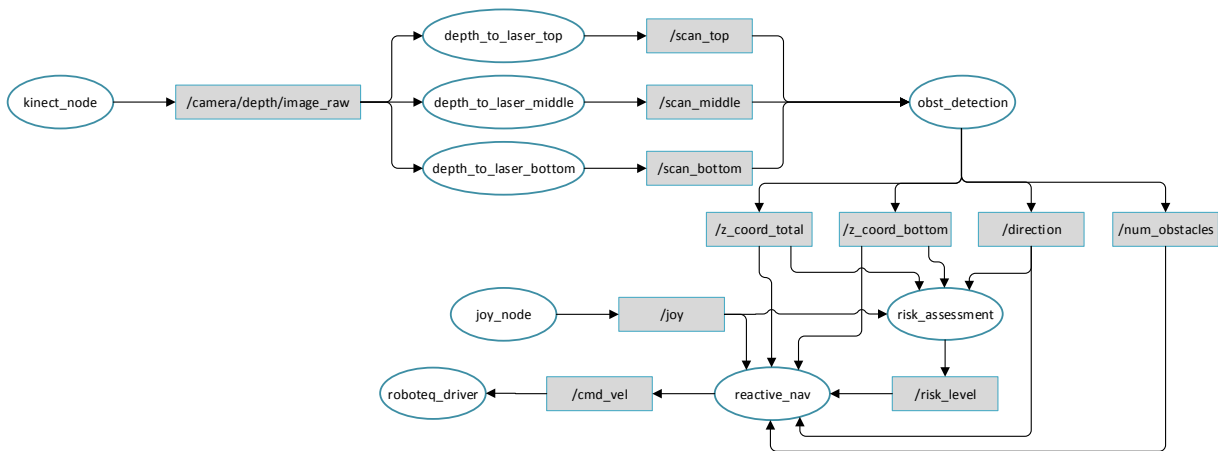 depth_to_laser_top
/scan_top
kinect_node
/camera/depth/image_raw
depth_to_laser_middle
/scan_middle
obst_detection
depth_to_laser_bottom
/scan_bottom
/z_coord_total
/z_coord_bottom
/direction
/num_obstacles
joy_node
/joy
risk_assessment
roboteq_driver
/cmd_vel
reactive_nav
/risk_level